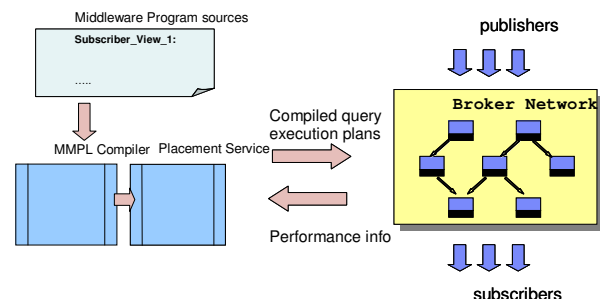 Middleware Program sources
Subscriber_View_1:
.....
MMPL Compiler
Placement Service
Compiled query
execution plans
Performance info
publishers
Broker Network
subscribers